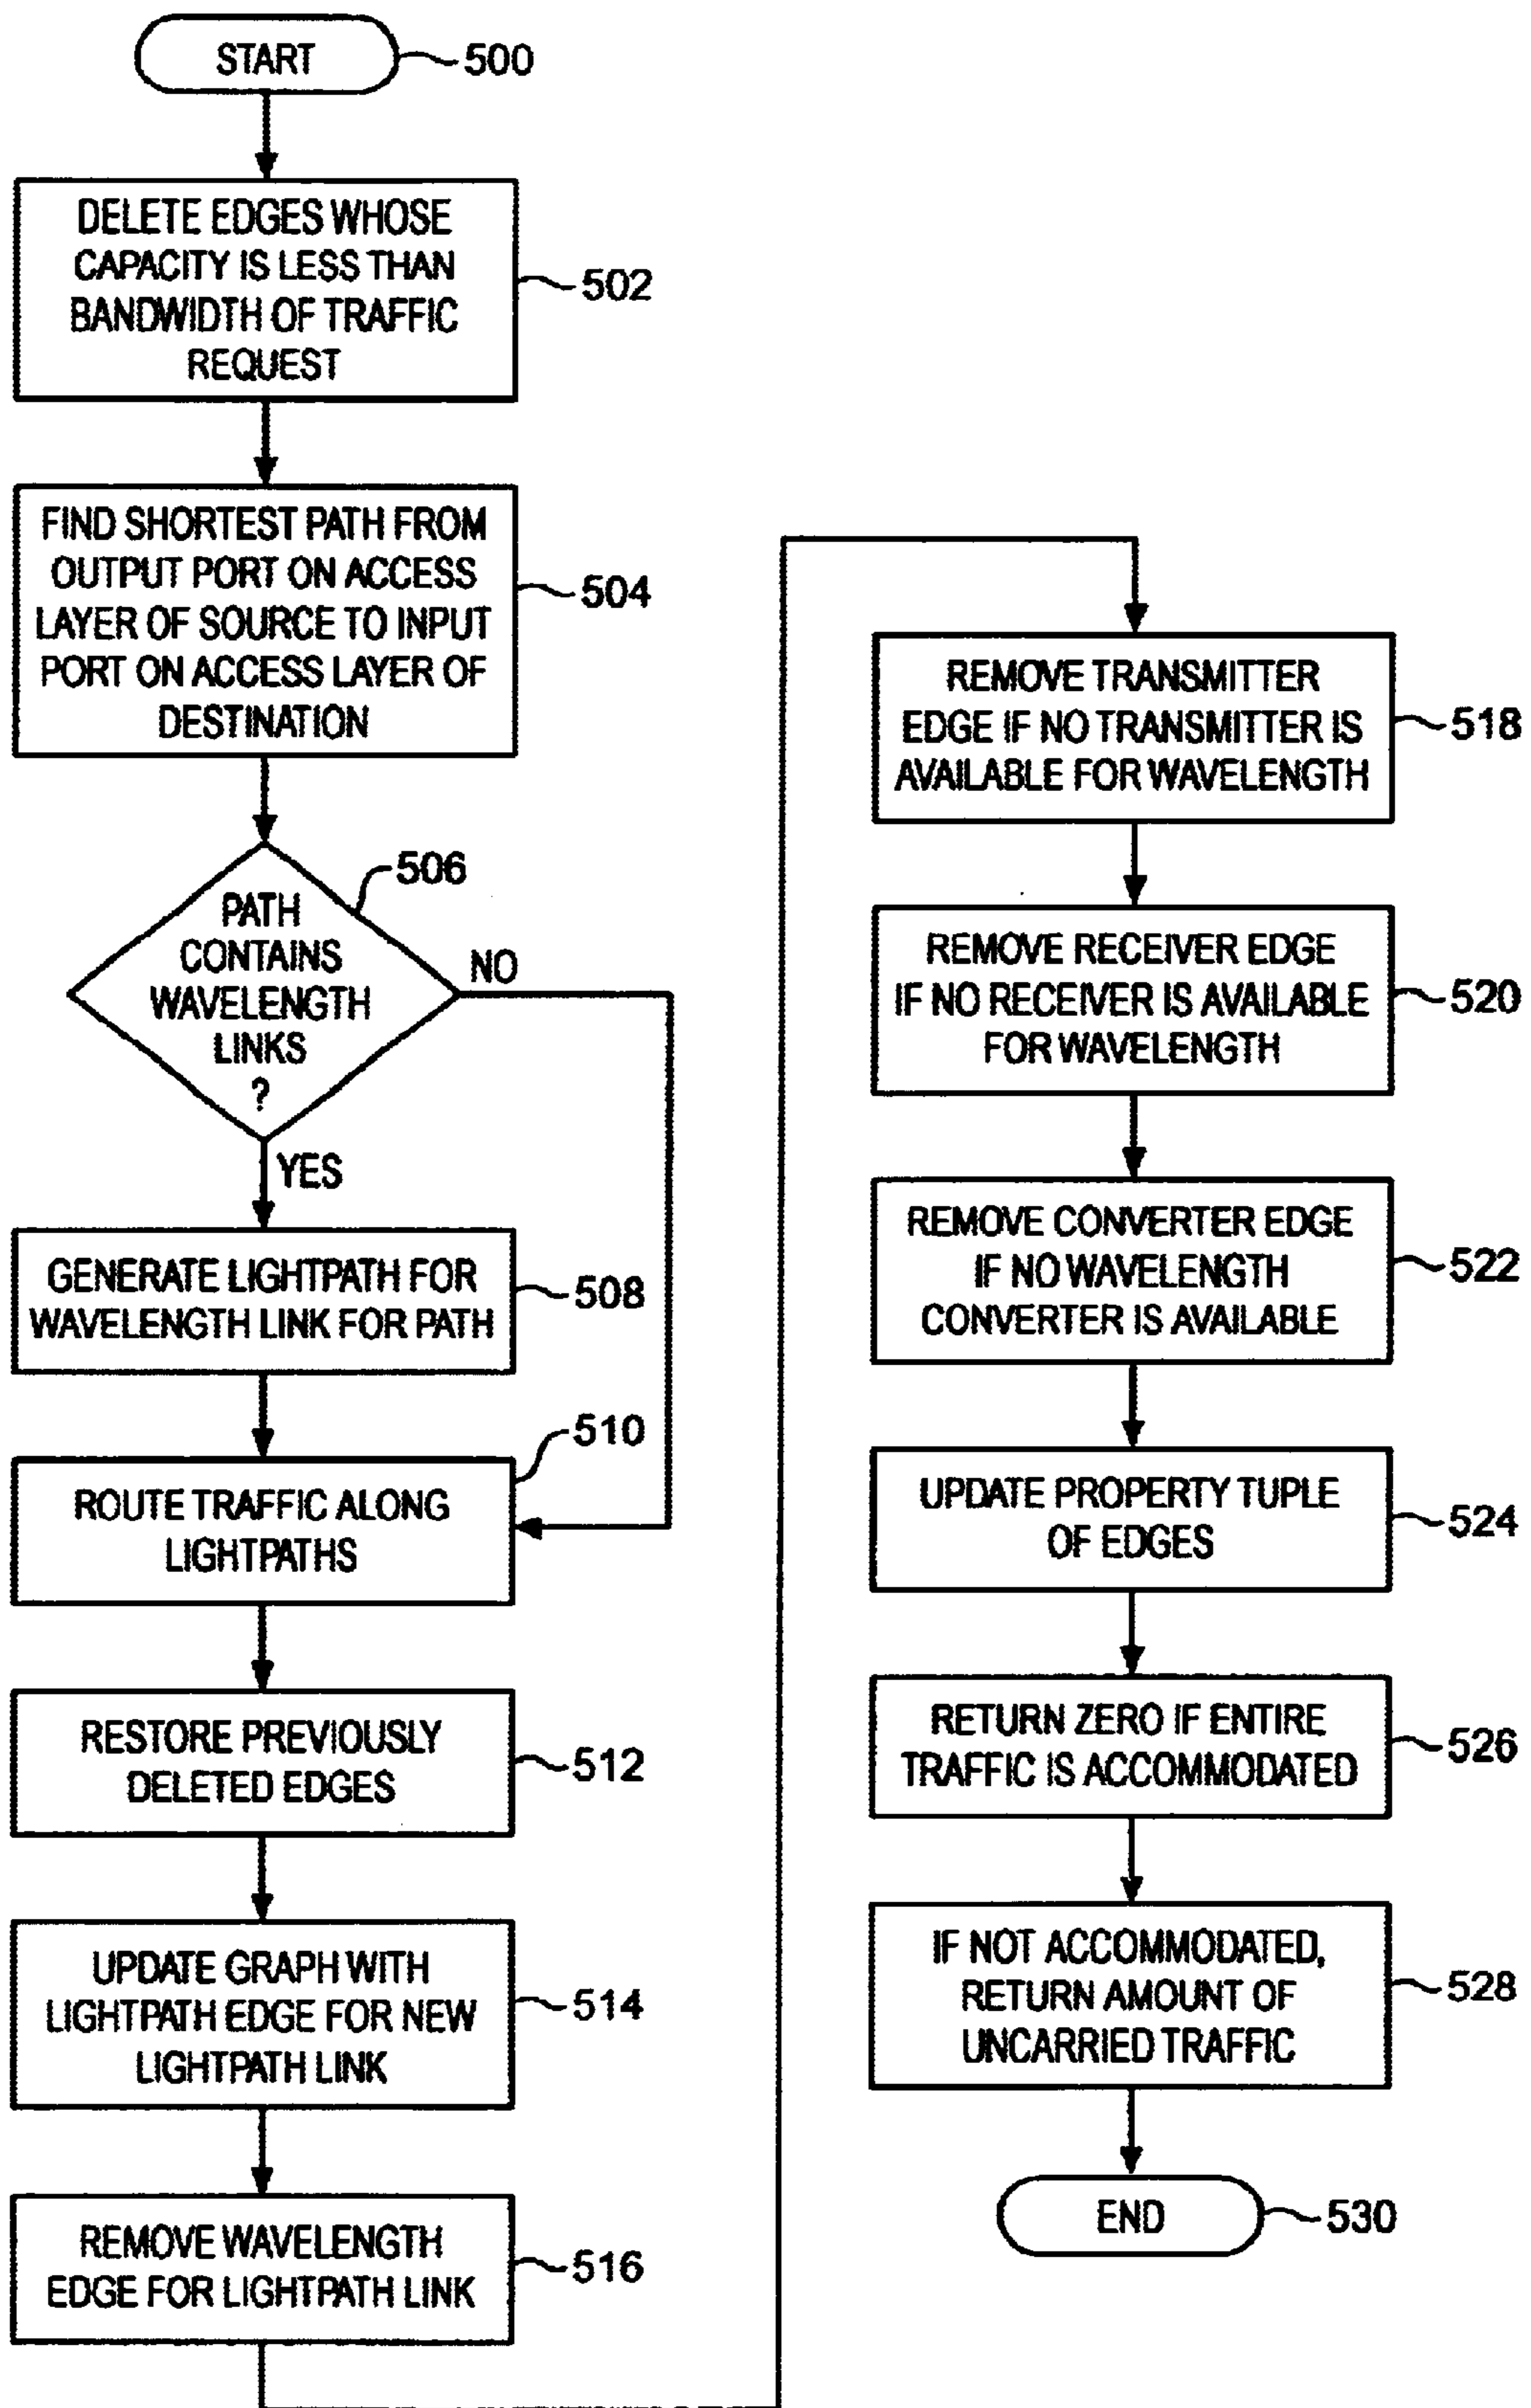 START
500
DELETE EDGES WHOSE
CAPACITY IS LESS THAN
BANDWIDTH OF TRAFFIC
REQUEST
502
FIND SHORTEST PATH FROM
OUTPUT PORT ON ACCESS
LAYER OF SOURCE TO INPUT
PORT ON ACCESS LAYER OF
DESTINATION
504
506
PATH
CONTAINS
WAVELENGTH
LINKS
?
NO
YES
GENERATE LIGHTPATH FOR
WAVELENGTH LINK FOR PATH
508
510
ROUTE TRAFFIC ALONG
LIGHTPATHS
RESTORE PREVIOUSLY
DELETED EDGES
512
UPDATE GRAPH WITH
LIGHTPATH EDGE FOR NEW
LIGHTPATH LINK
514
REMOVE WAVELENGTH
EDGE FOR LIGHTPATH LINK
516
REMOVE TRANSMITTER
EDGE IF NO TRANSMITTER IS
AVAILABLE FOR WAVELENGTH
518
REMOVE RECEIVER EDGE
IF NO RECEIVER IS AVAILABLE
FOR WAVELENGTH
520
REMOVE CONVERTER EDGE
IF NO WAVELENGTH
CONVERTER IS AVAILABLE
522
UPDATE PROPERTY TUPLE
OF EDGES
524
RETURN ZERO IF ENTIRE
TRAFFIC IS ACCOMMODATED
526
IF NOT ACCOMMODATED,
RETURN AMOUNT OF
UNCARRIED TRAFFIC
528
END
530